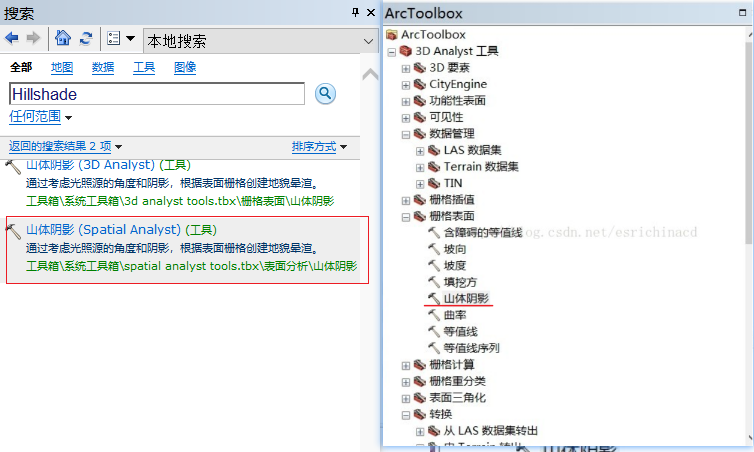 搜索
本地搜索
全部 地图 数据 工具 图像
Hillshade
任何范围
返回的搜索结果 2 项 排序方式
山体阴影 (3D Analyst) (工具)
通过考虑光照源的角度和阴影，根据表面栅格创建地貌晕渲。
工具箱\系统工具箱\3d analyst tools.tbx\栅格表面\山体阴影
山体阴影 (Spatial Analyst) (工具)
通过考虑光照源的角度和阴影，根据表面栅格创建地貌晕渲。
工具箱\系统工具箱\spatial analyst tools.tbx\表面分析\山体阴影
ArcToolbox
ArcToolbox
3D Analyst 工具
3D 要素
CityEngine
功能性表面
可见性
数据管理
LAS 数据集
Terrain 数据集
TIN
栅格插值
栅格表面
含障碍的等值线
log.csdn.net/esrichinacd
坡向
坡度
填挖方
山体阴影
曲率
等值线
等值线序列
栅格计算
栅格重分类
表面三角化
转换
从 LAS 数据集转出
由 Terrain 转出
山体阴影